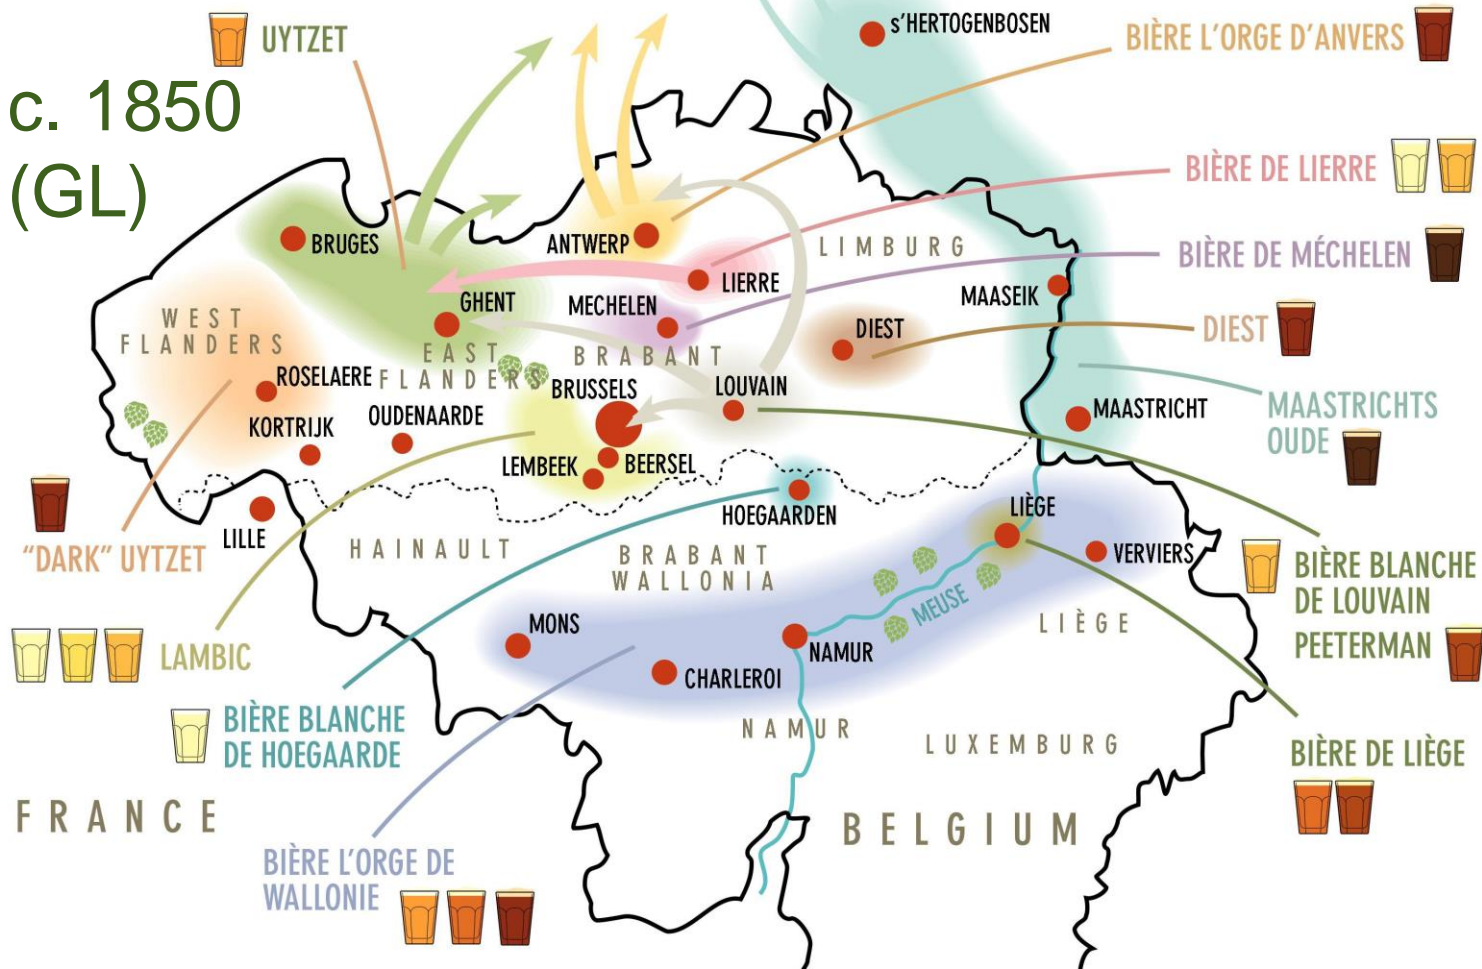 UYTZET
c. 1850
(GL)
s'HERTOGENBOSEN
BIÈRE L'ORGE D'ANVERS
BIÈRE DE LIERRE
BIÈRE DE MÉCHELEN
BRUGES
ANTWERP
LIMBURG
LIERRE
MAASEIK
GHENT
MECHELEN
DIEST
DIEST
WEST
FLANDERS
EAST
FLANDERS
BRABANT
ROSELAERE
BRUSSELS
LOUVAIN
KORTRIJK
OUDENAARDE
MAASTRICHT
MAASTRICHTS
OUDE
LEMBEEK
BEERSEL
LILLE
HOEGAARDEN
LIÈGE
"DARK" UYTZET
HAINAULT
BRABANT
WALLONIA
VERVIERS
BIÈRE BLANCHE
DE LOUVAIN
PEETERMAN
MEUSE
LIÈGE
MONS
NAMUR
LAMBIC
CHARLEROI
BIÈRE BLANCHE
DE HOEGAARDE
NAMUR
LUXEMBURG
BIÈRE DE LIÈGE
FRANCE
BELGIUM
BIÈRE L'ORGE DE
WALLONIE